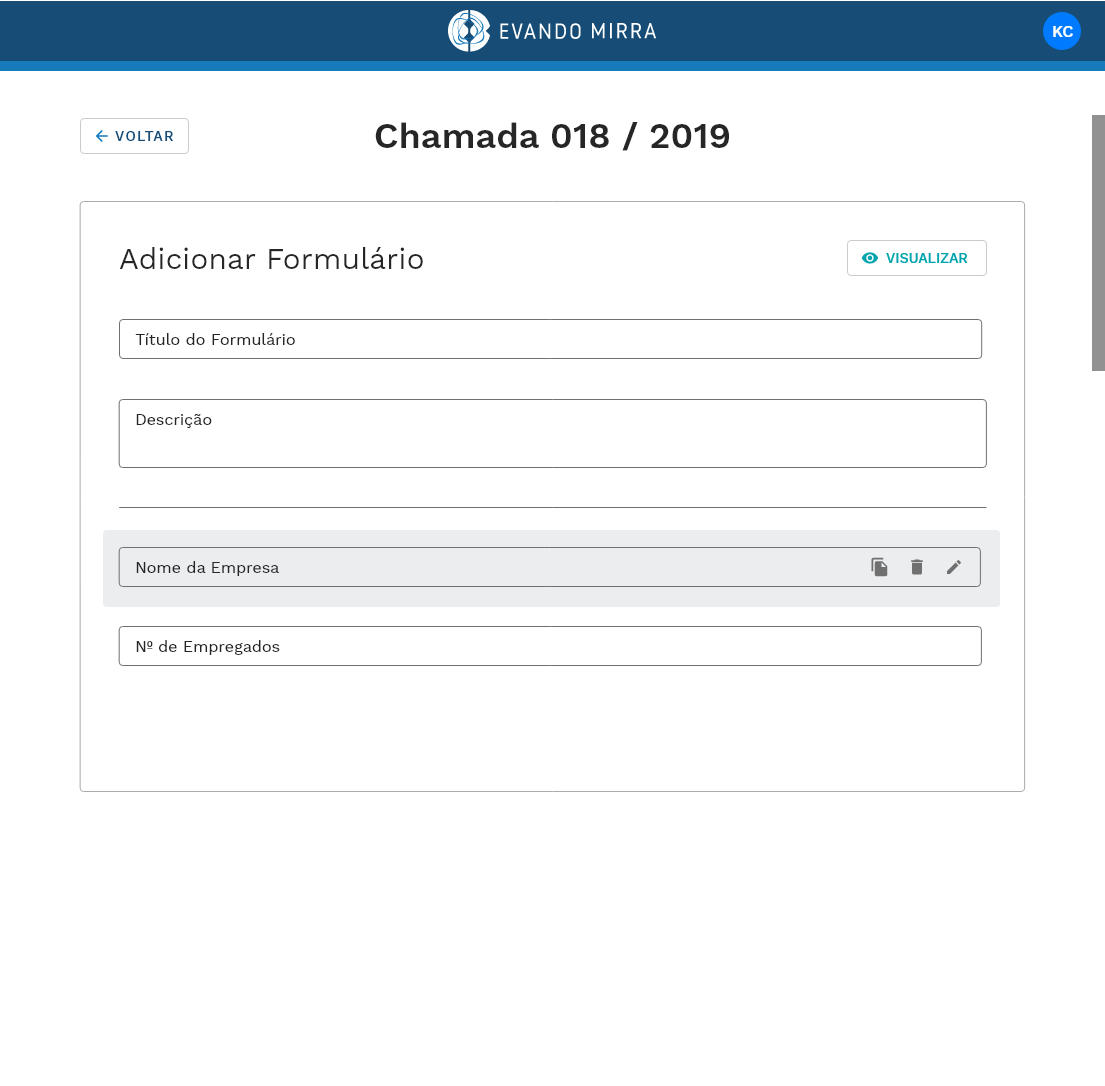 EVANDO MIRRA
KC
VOLTAR
Chamada 018 / 2019
Adicionar Formulário
VISUALIZAR
Título do Formulário
Descrição
Nome da Empresa
Nº de Empregados